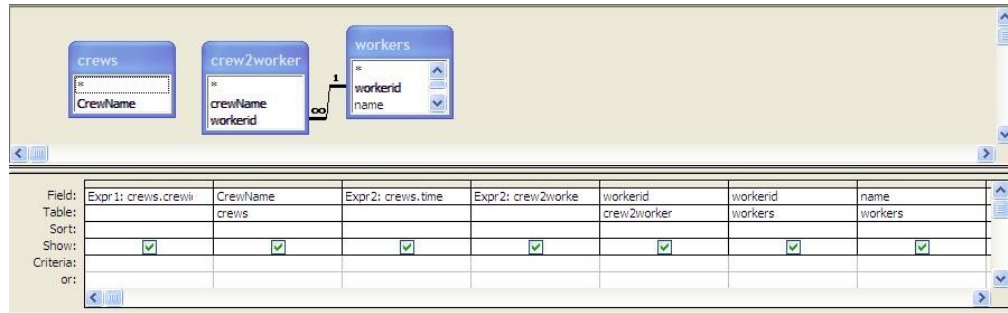 crews
*
CrewName
crew2worker
*
crewName
workerid
workers
*
workerid
name
1
∞
Field: Expr1: crews.crewi CrewName Expr2: crews.time Expr2: crew2worke workerid workerid name
Table: crews crew2worker workers workers
Sort:
Show:
Criteria:
or: